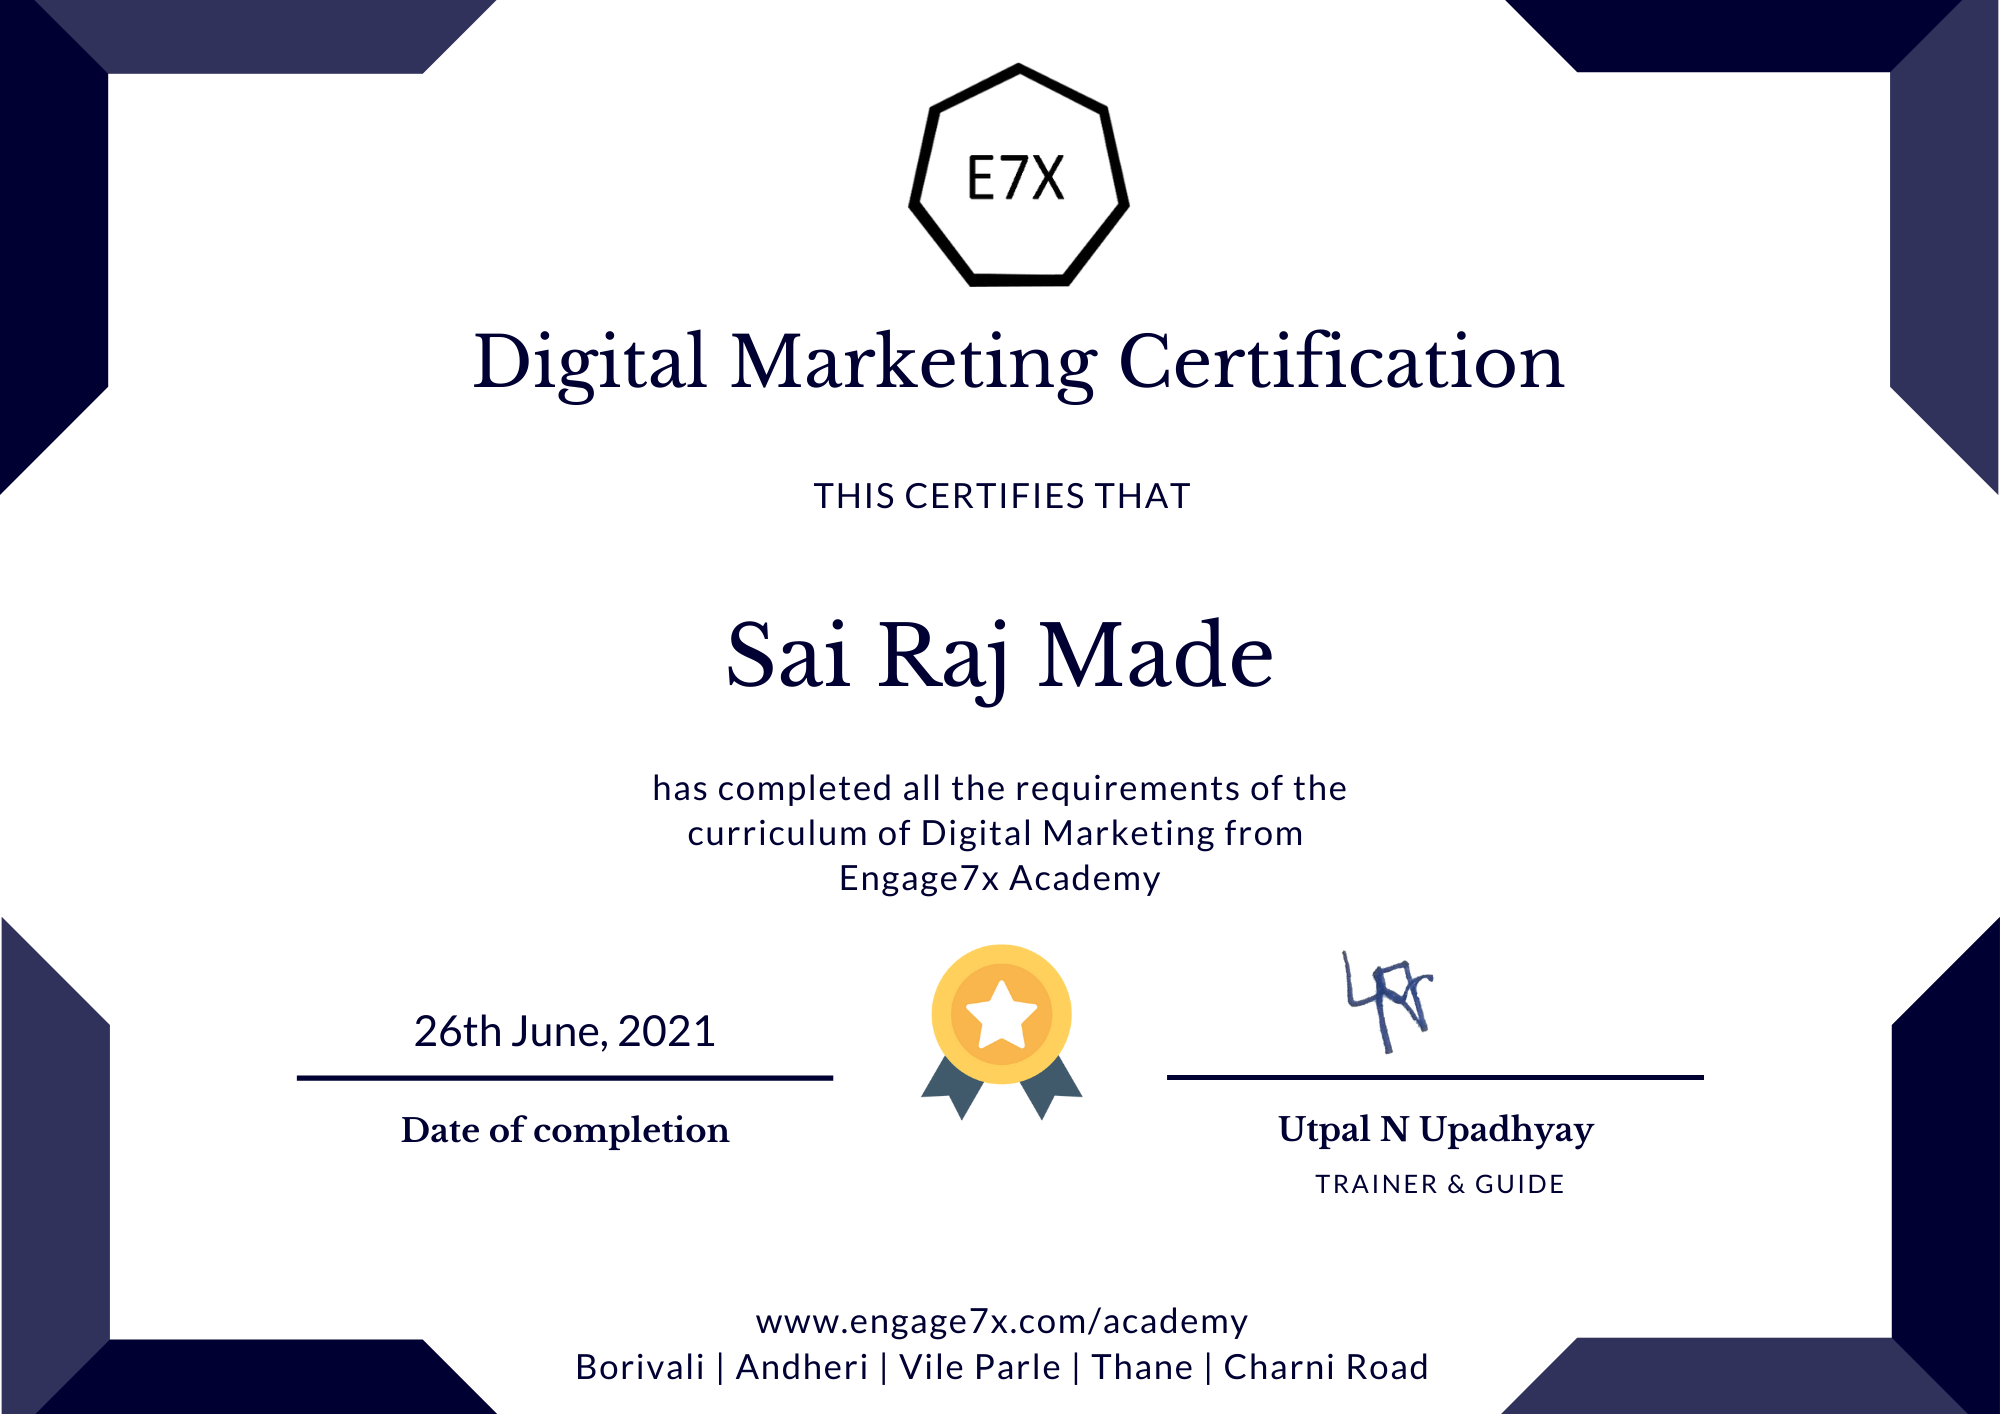 E7X
Digital Marketing Certification
THIS CERTIFIES THAT
Sai Raj Made
has completed all the requirements of the
curriculum of Digital Marketing from
Engage7x Academy
26th June, 2021
Date of completion
Utpal N Upadhyay
TRAINER & GUIDE
www.engage7x.com/academy
Borivali | Andheri | Vile Parle | Thane | Charni Road